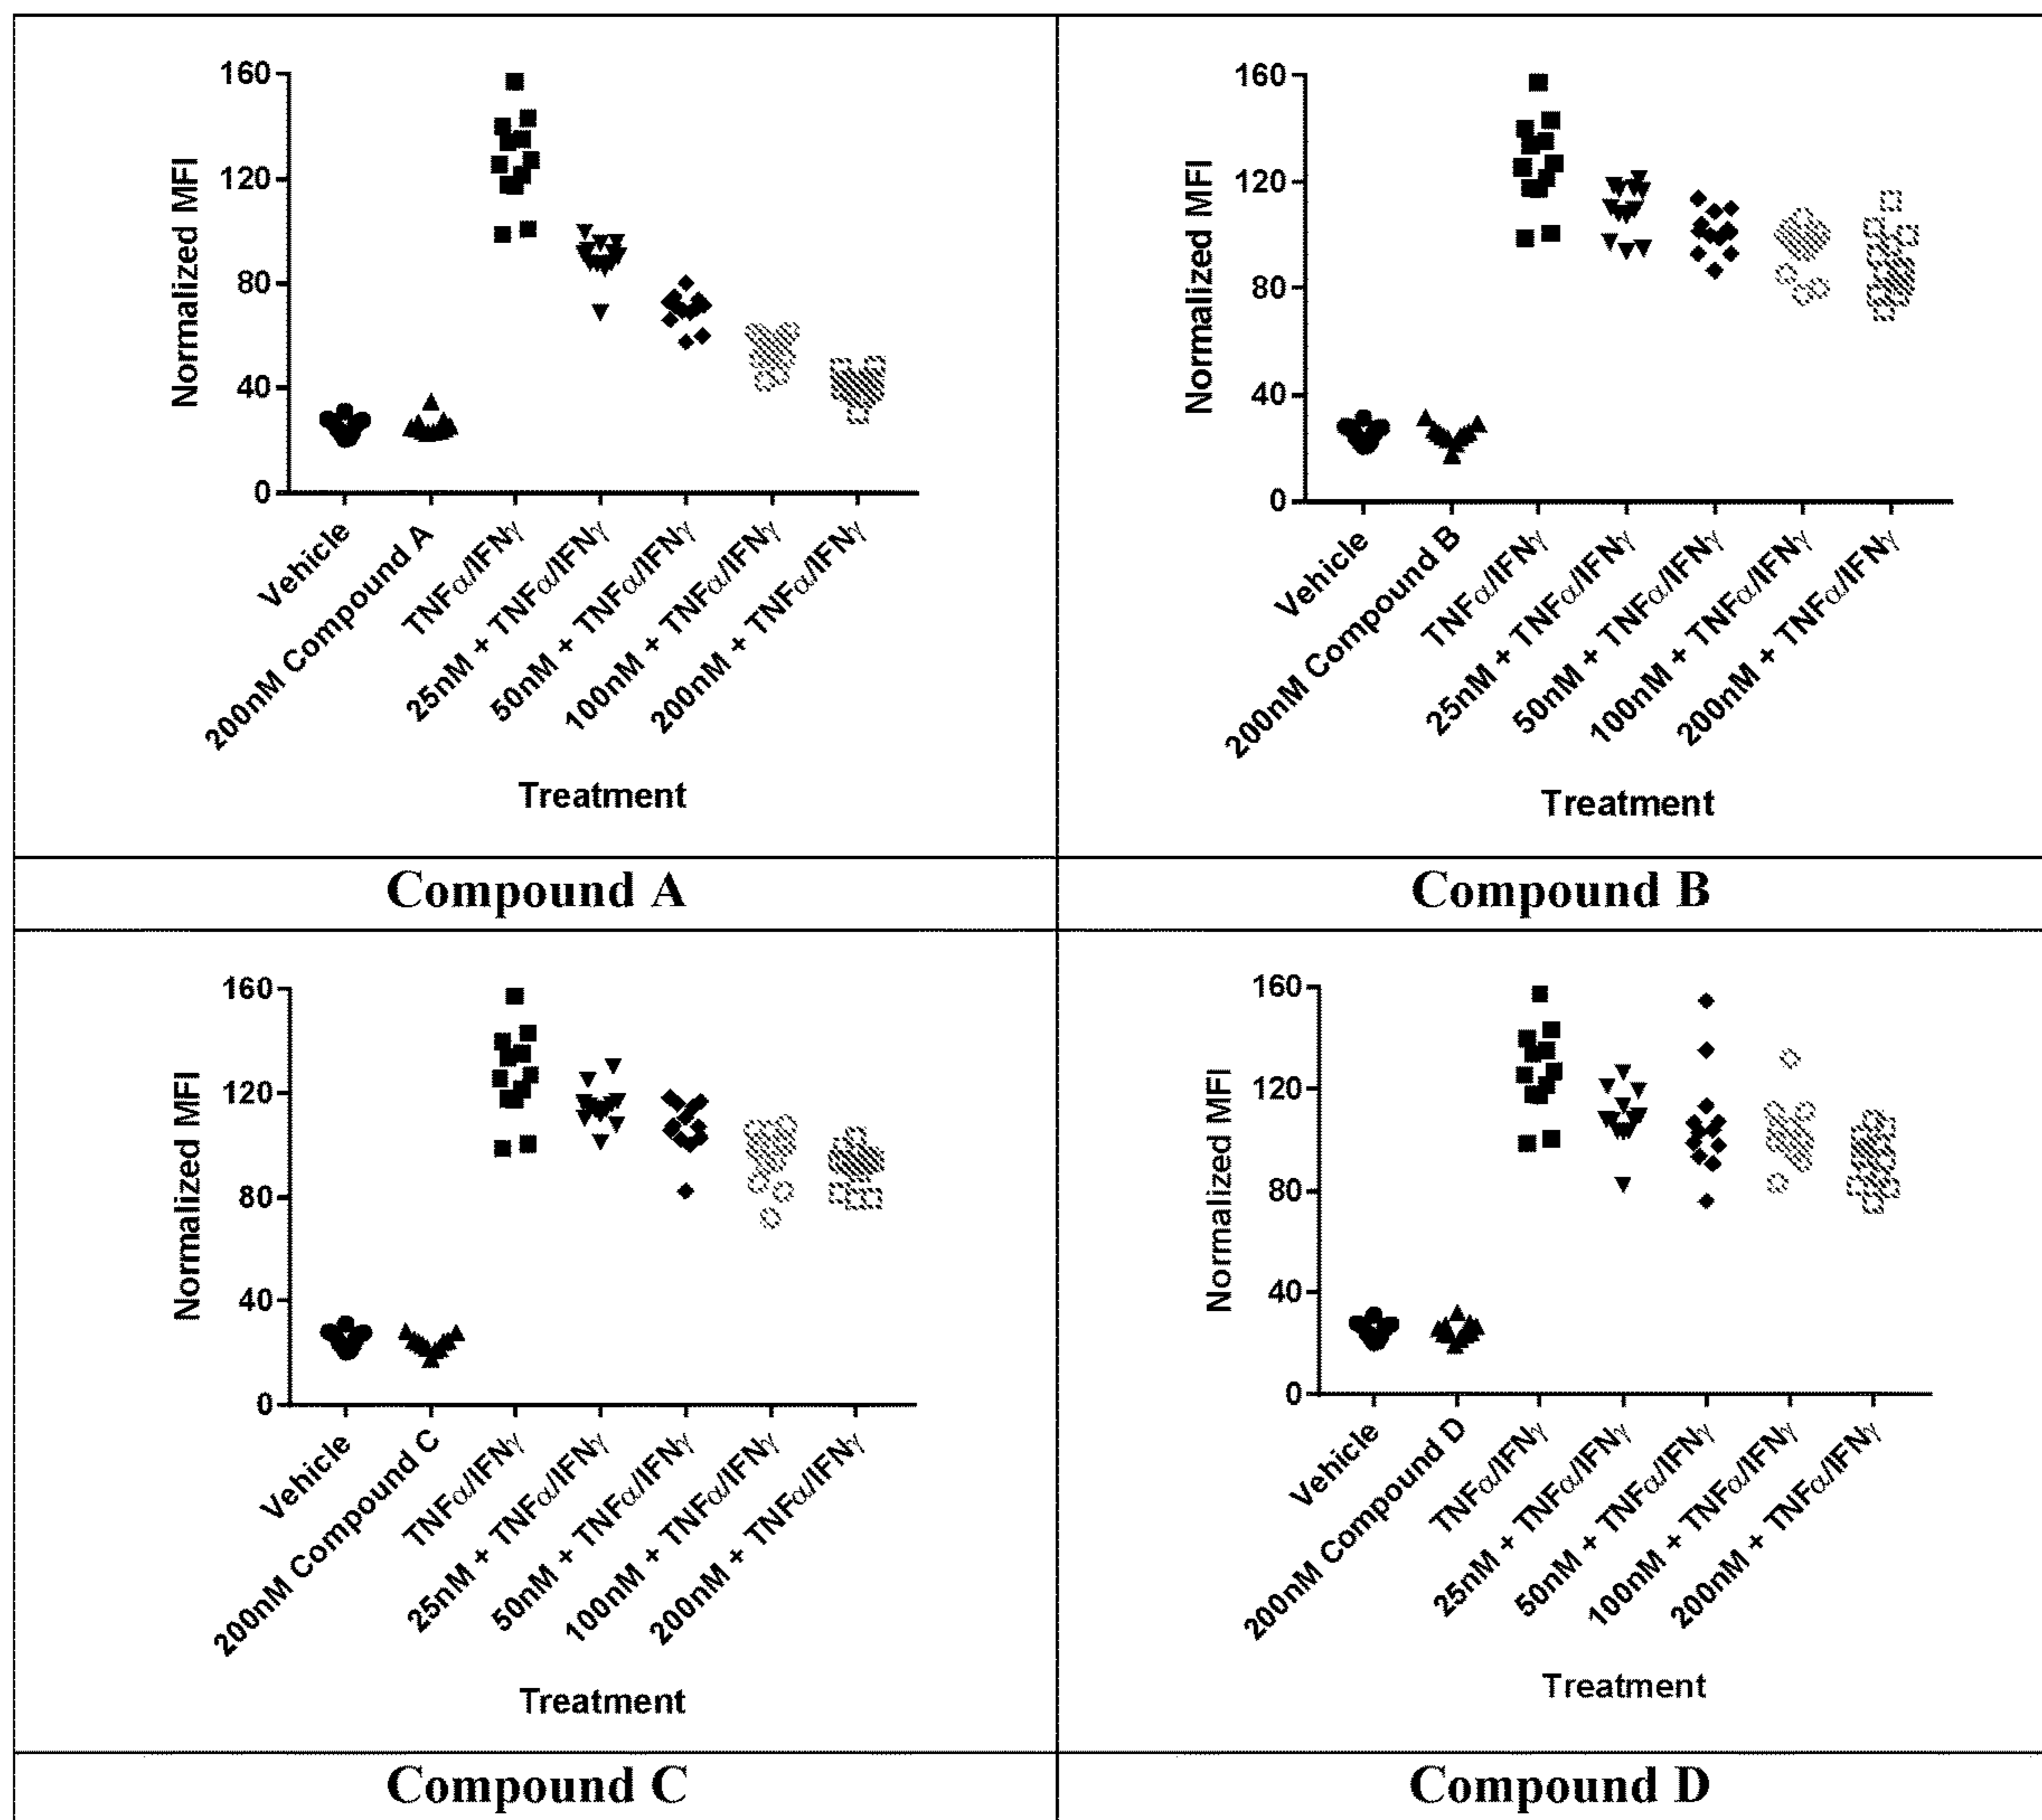 160
120
80
40
0
Normalized MFI
Vehicle
200nM Compound A
TNFα/IFNγ
25nM + TNFα/IFNγ
50nM + TNFα/IFNγ
100nM + TNFα/IFNγ
200nM + TNFα/IFNγ
Treatment
Compound A
160
120
80
40
0
Normalized MFI
Vehicle
200nM Compound B
TNFα/IFNγ
25nM + TNFα/IFNγ
50nM + TNFα/IFNγ
100nM + TNFα/IFNγ
200nM + TNFα/IFNγ
Treatment
Compound B
160
120
80
40
0
Normalized MFI
Vehicle
200nM Compound C
TNFα/IFNγ
25nM + TNFα/IFNγ
50nM + TNFα/IFNγ
100nM + TNFα/IFNγ
200nM + TNFα/IFNγ
Treatment
Compound C
160
120
80
40
0
Normalized MFI
Vehicle
200nM Compound D
TNFα/IFNγ
25nM + TNFα/IFNγ
50nM + TNFα/IFNγ
100nM + TNFα/IFNγ
200nM + TNFα/IFNγ
Treatment
Compound D